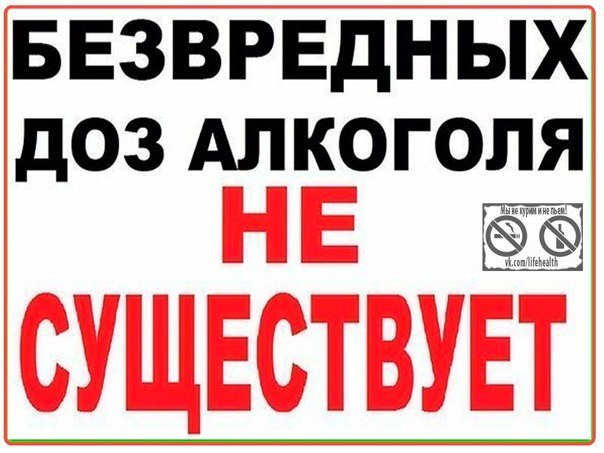 БЕЗВРЕДНЫХ
ДОЗ АЛКОГОЛЯ
НЕ
Мы не курим и не пьем!
vk.com/lifehealth
СУЩЕСТВУЕТ